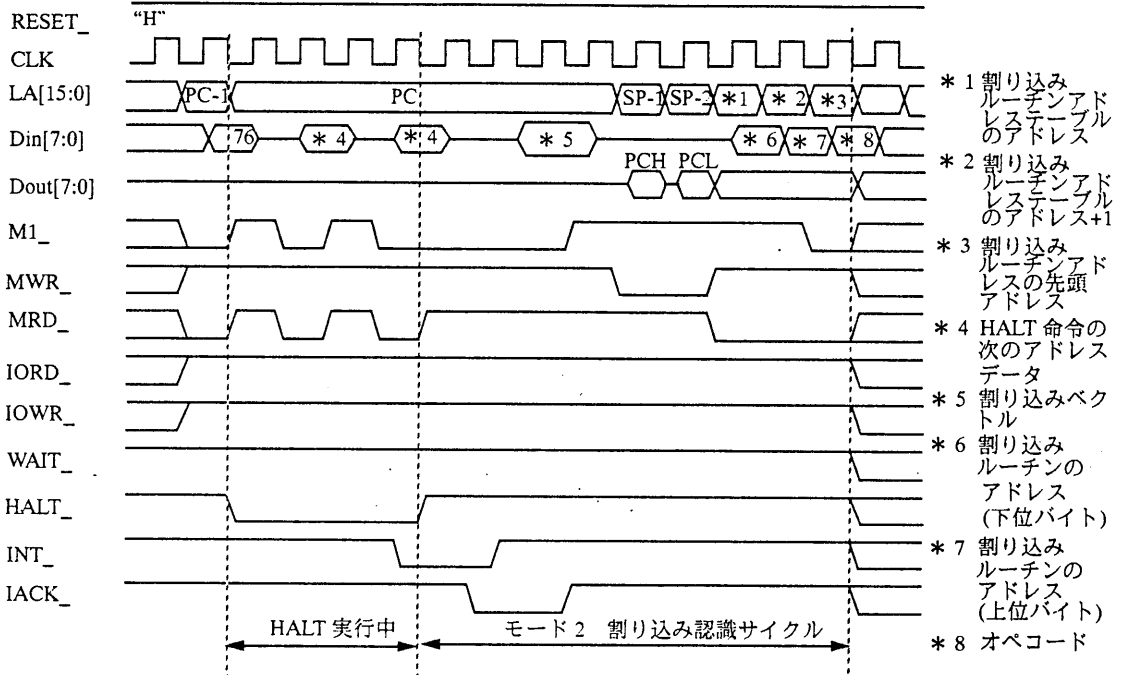 RESET_ "H"
CLK
LA[15:0] PC-1 PC SP-1 SP-2 *1 *2 *3
Din[7:0] 76 *4 *4 *5 *6 *7 *8
PCH PCL
Dout[7:0]
M1_
MWR_
MRD_
IORD_
IOWR_
WAIT_
HALT_
INT_
IACK_
HALT 実行中 モード 2 割り込み認識サイクル
*1 割り込み
ルーチンアド
レステーブル
のアドレス
*2 割り込み
ルーチンアド
レステーブル
のアドレス+1
*3 割り込み
ルーチンアド
レスの先頭
アドレス
*4 HALT 命令の
次のアドレス
データ
*5 割り込みベク
トル
*6 割り込み
ルーチンの
アドレス
(下位バイト)
*7 割り込み
ルーチンの
アドレス
(上位バイト)
*8 オペコード